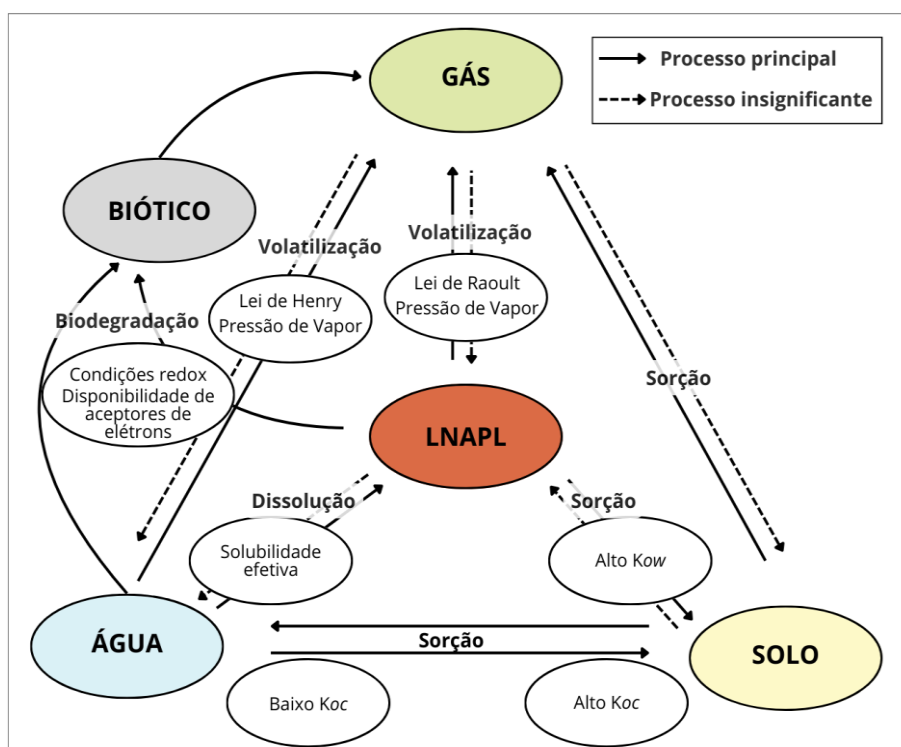 GÁS
Processo principal
Processo insignificante
BIÓTICO
Volatilização
Volatilização
Lei de Henry
Pressão de Vapor
Lei de Raoult
Pressão de Vapor
Biodegradação
Condições redox
Disponibilidade de
aceptores de
elétrons
Sorção
LNAPL
Dissolução
Sorção
Solubilidade
efetiva
Alto Kow
ÁGUA
Sorção
SOLO
Baixo Koc
Alto Koc